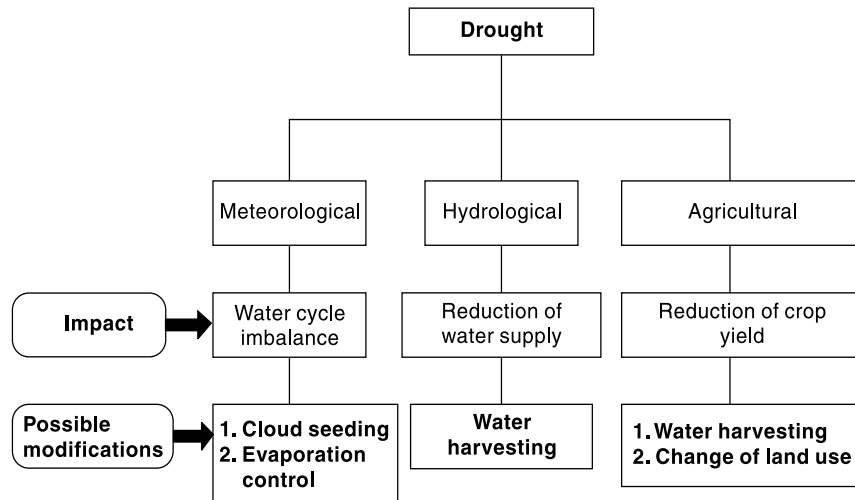 Drought
Meteorological
Hydrological
Agricultural
Impact
Water cycle
imbalance
Reduction of
water supply
Reduction of crop
yield
Possible
modifications
1. Cloud seeding
2. Evaporation
control
Water
harvesting
1. Water harvesting
2. Change of land use